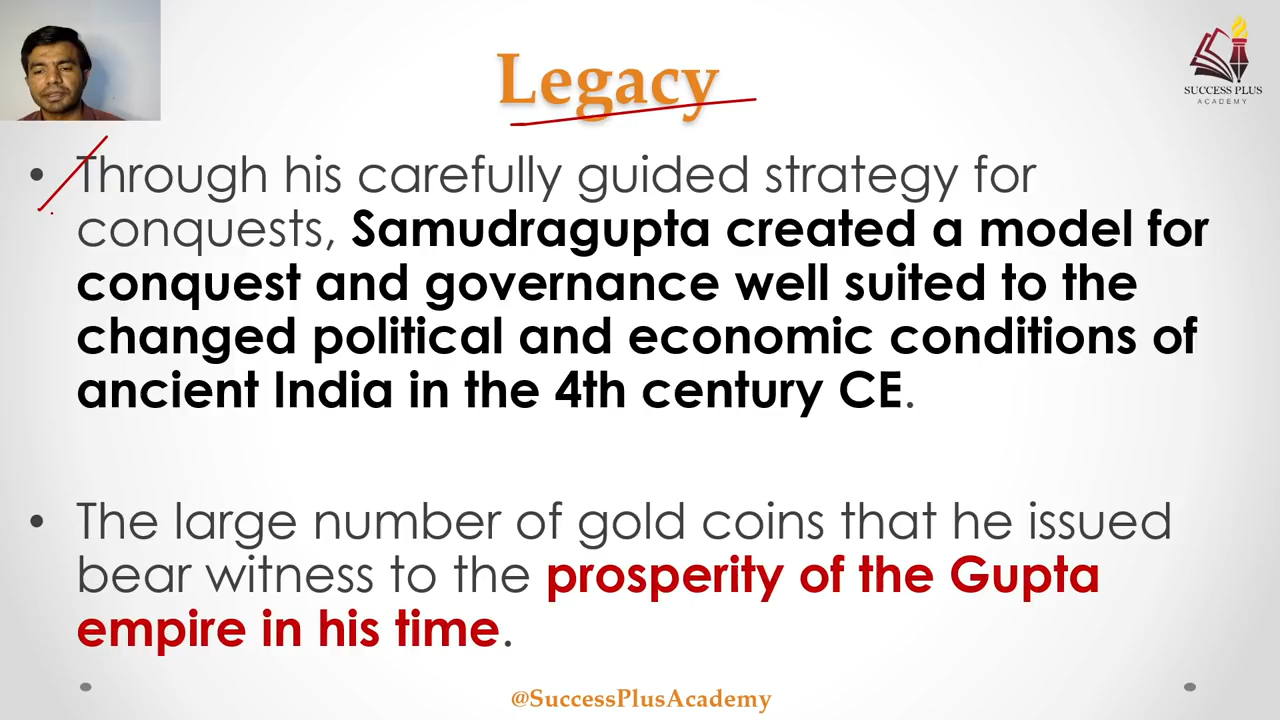 Legacy
SUCCESS PLUS
ACADEMY
• Through his carefully guided strategy for
conquests, Samudragupta created a model for
conquest and governance well suited to the
changed political and economic conditions of
ancient India in the 4th century CE.
• The large number of gold coins that he issued
bear witness to the prosperity of the Gupta
empire in his time.
@SuccessPlusAcademy